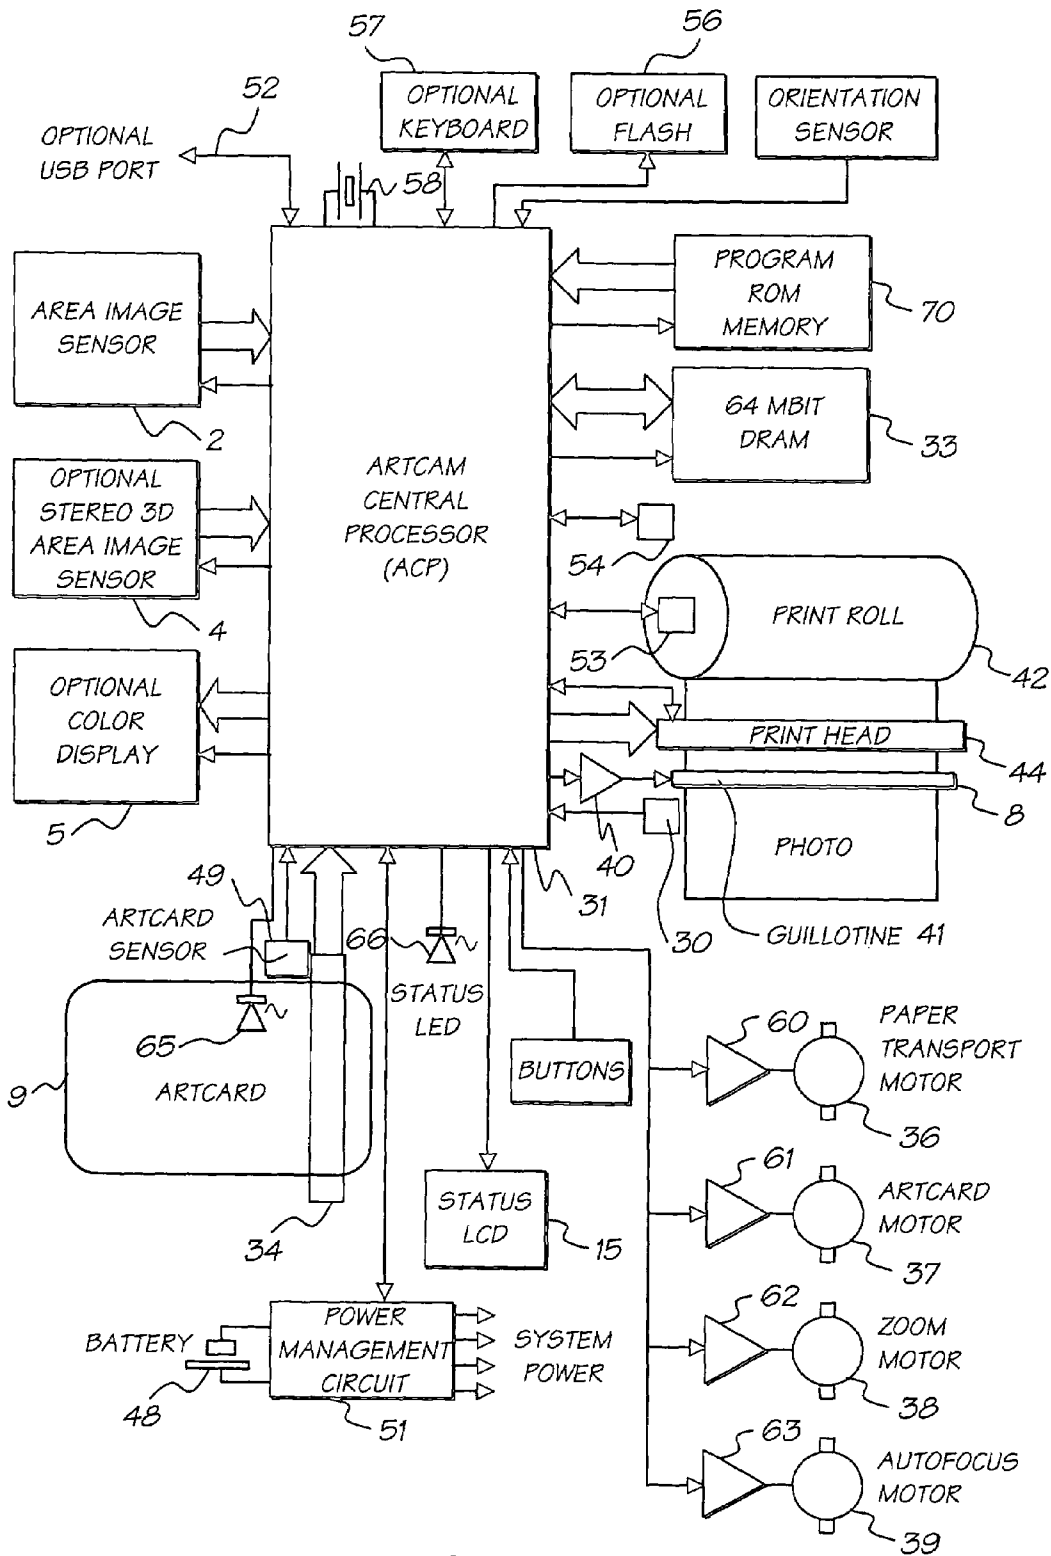 57
56
52
OPTIONAL
USB PORT
OPTIONAL
KEYBOARD
OPTIONAL
FLASH
ORIENTATION
SENSOR
58
AREA IMAGE
SENSOR
2
PROGRAM
ROM
MEMORY
70
64 MBIT
DRAM
33
OPTIONAL
STEREO 3D
AREA IMAGE
SENSOR
4
ARTCAM
CENTRAL
PROCESSOR
(ACP)
54
PRINT ROLL
53
42
OPTIONAL
COLOR
DISPLAY
5
PRINT HEAD
44
8
40
PHOTO
31
30
GUILLOTINE 41
49
ARTCARD
SENSOR
66
STATUS
LED
65
ARTCARD
9
34
BUTTONS
STATUS
LCD
15
60
PAPER
TRANSPORT
MOTOR
36
61
ARTCARD
MOTOR
37
62
ZOOM
MOTOR
38
63
AUTOFOCUS
MOTOR
39
BATTERY
48
POWER
MANAGEMENT
CIRCUIT
51
SYSTEM
POWER